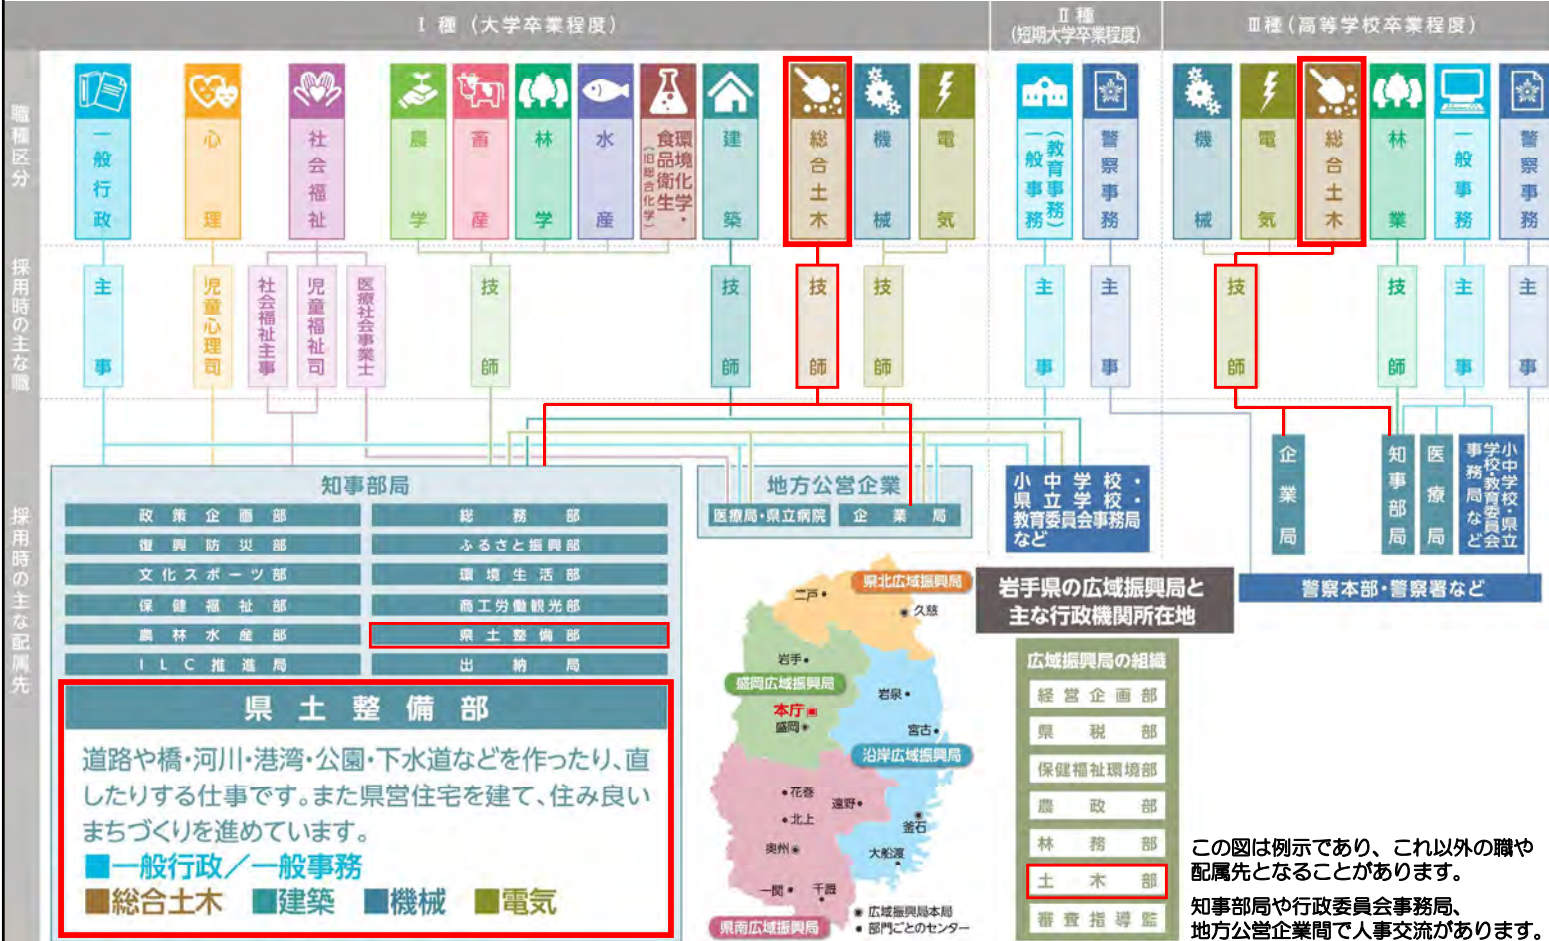 Ⅰ種（大学卒業程度）
Ⅱ種
（短期大学卒業程度）
Ⅲ種（高等学校卒業程度）
職種区分
一般行政
心理
社会福祉
農学
畜産
林学
水産
環境化学・
食品衛生
（旧総合化学）
建築
総合土木
機械
電気
一般事務
（教育事務）
警察事務
機械
電気
総合土木
林業
一般事務
警察事務
採用時の主な職
主事
児童心理司
社会福祉主事
児童福祉司
医療社会事業士
技師
技師
技師
技師
主事
主事
技師
技師
主事
主事
採用時の主な配属先
知事部局
政策企画部
総務部
復興防災部
ふるさと振興部
文化スポーツ部
環境生活部
保健福祉部
商工労働観光部
農林水産部
県土整備部
ＩＬＣ推進局
出納局
県土整備部
道路や橋・河川・港湾・公園・下水道などを作ったり、直
したりする仕事です。また県営住宅を建て、住み良い
まちづくりを進めています。
■一般行政／一般事務
■総合土木 ■建築 ■機械 ■電気
地方公営企業
医療局・県立病院
企業局
小中学校・
県立学校・
教育委員会事務局
など
企業局
知事部局
医療局
小中学校・県立
学校・教育委員会
事務局など
警察本部・警察署など
岩手県の広域振興局と
主な行政機関所在地
県北広域振興局
二戸
久慈
岩手
盛岡広域振興局
本庁
盛岡
岩泉
宮古
沿岸広域振興局
花巻
遠野
北上
釜石
奥州
大船渡
一関
千厩
県南広域振興局
● 広域振興局本局
● 部門ごとのセンター
広域振興局の組織
経営企画部
県税部
保健福祉環境部
農政部
林務部
土木部
審査指導監
この図は例示であり、これ以外の職や
配属先となることがあります。
知事部局や行政委員会事務局、
地方公営企業間で人事交流があります。